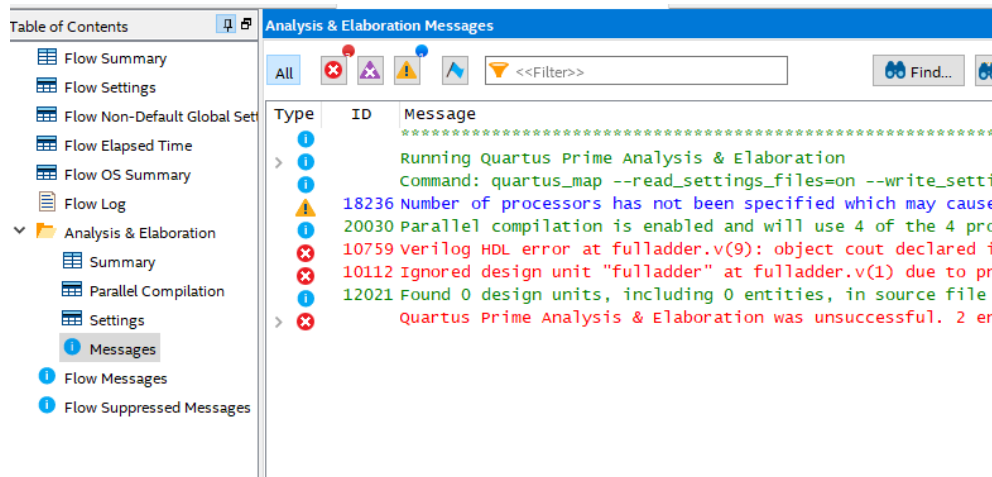 Table of Contents
Flow Summary
Flow Settings
Flow Non-Default Global Sett
Flow Elapsed Time
Flow OS Summary
Flow Log
Analysis & Elaboration
Summary
Parallel Compilation
Settings
Messages
Flow Messages
Flow Suppressed Messages
Analysis & Elaboration Messages
All <<Filter>> Find...
Type ID Message
*******************************************************************
Running Quartus Prime Analysis & Elaboration
Command: quartus_map --read_settings_files=on --write_setti
18236 Number of processors has not been specified which may cause
20030 Parallel compilation is enabled and will use 4 of the 4 pro
10759 Verilog HDL error at fulladder.v(9): object cout declared i
10112 Ignored design unit "fulladder" at fulladder.v(1) due to pr
12021 Found 0 design units, including 0 entities, in source file
Quartus Prime Analysis & Elaboration was unsuccessful. 2 er